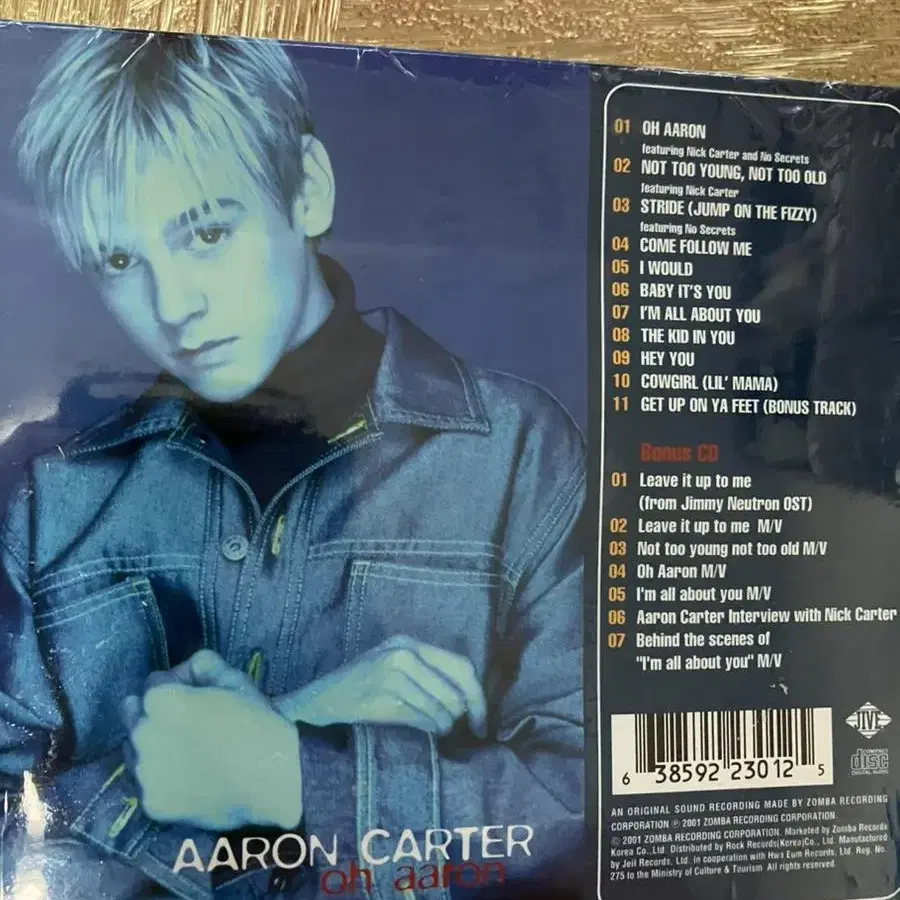 01 OH AARON
featuring Nick Carter and No Secrets
02 NOT TOO YOUNG, NOT TOO OLD
featuring Nick Carter
03 STRIDE (JUMP ON THE FIZZY)
featuring No Secrets
04 COME FOLLOW ME
05 I WOULD
06 BABY IT'S YOU
07 I'M ALL ABOUT YOU
08 THE KID IN YOU
09 HEY YOU
10 COWGIRL (LIL' MAMA)
11 GET UP ON YA FEET (BONUS TRACK)
Bonus CD
01 Leave it up to me
(from Jimmy Neutron OST)
02 Leave it up to me M/V
03 Not too young not too old M/V
04 Oh Aaron M/V
05 I'm all about you M/V
06 Aaron Carter Interview with Nick Carter
07 Behind the scenes of
"I'm all about you" M/V
JIVE
COMPACT
disc
DIGITAL AUDIO
6 38592 23012 5
AN ORIGINAL SOUND RECORDING MADE BY ZOMBA RECORDING
CORPORATION ℗ 2001 ZOMBA RECORDING CORPORATION.
© 2001 ZOMBA RECORDING CORPORATION. Marketed by Zomba Records
Korea Co.,Ltd. Distributed by Rock Records(Korea)Co., Ltd. Manufactured
by Jeil Records, Ltd. in cooperation with Hwa Eum Records, Ltd. Reg. No.
275 to the Ministry of Culture & Tourism All rights reserved.
AARON CARTER
oh aaron